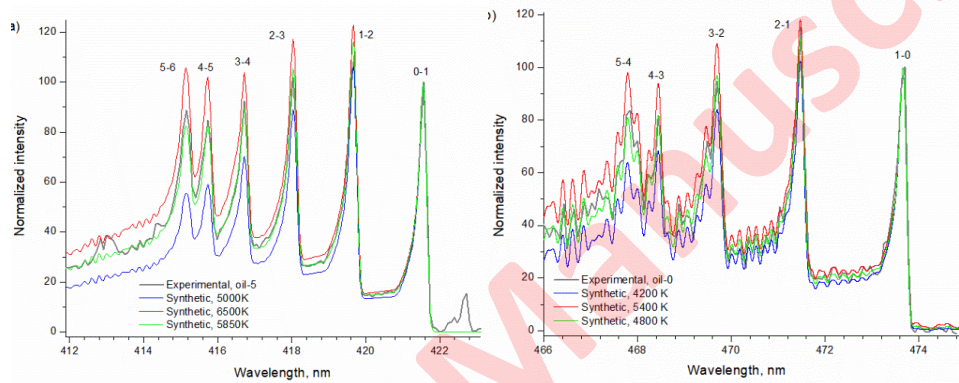 a)
5-6 4-5 3-4 2-3 1-2 0-1
Normalized intensity
120
100
80
60
40
20
0
Experimental, oil-5
Synthetic, 5000K
Synthetic, 6500K
Synthetic, 5850K
412 414 416 418 420 422
Wavelength, nm
b)
5-4 4-3 3-2 2-1 1-0
Normalized intensity
120
100
80
60
40
20
0
Experimental, oil-0
Synthetic, 4200K
Synthetic, 5400 K
Synthetic, 4800K
466 468 470 472 474
Wavelength, nm
Manusc